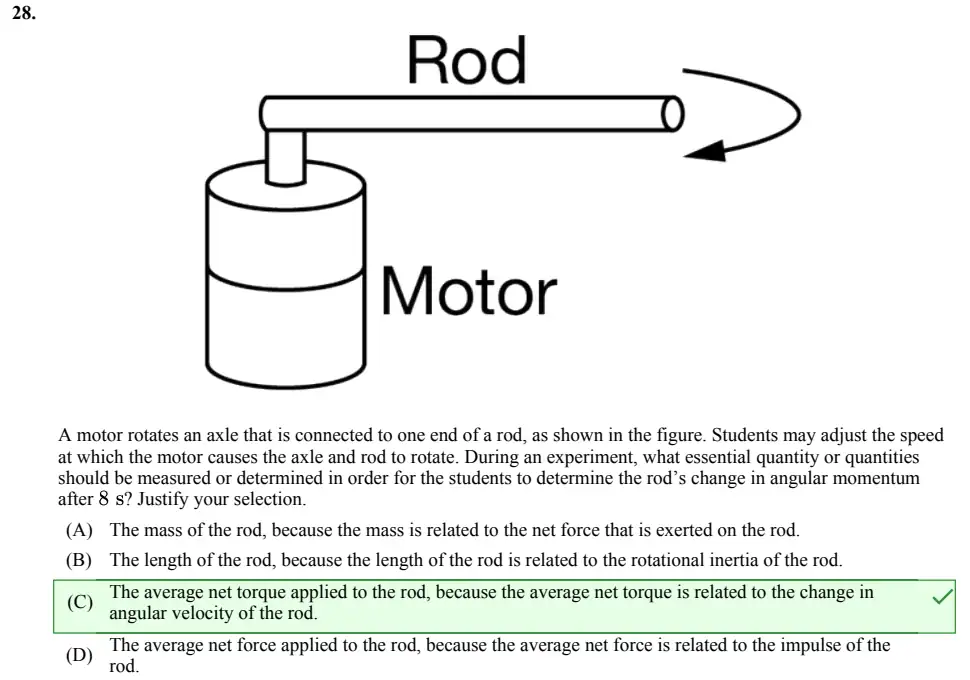 28.
Rod
Motor
A motor rotates an axle that is connected to one end of a rod, as shown in the figure. Students may adjust the speed
at which the motor causes the axle and rod to rotate. During an experiment, what essential quantity or quantities
should be measured or determined in order for the students to determine the rod's change in angular momentum
after 8 s? Justify your selection.
(A) The mass of the rod, because the mass is related to the net force that is exerted on the rod.
(B) The length of the rod, because the length of the rod is related to the rotational inertia of the rod.
(C) The average net torque applied to the rod, because the average net torque is related to the change in
angular velocity of the rod.
(D) The average net force applied to the rod, because the average net force is related to the impulse of the
rod.